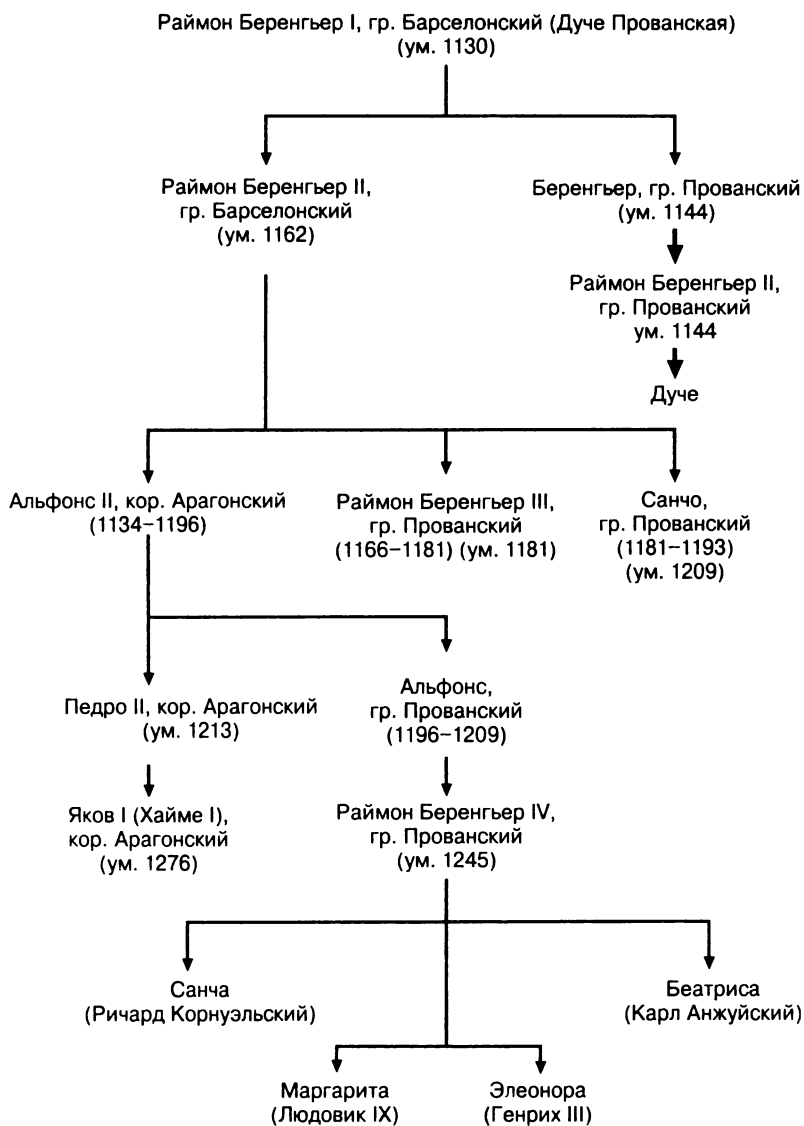 Раймон Беренгьер I, гр. Барселонский (Дуче Прованская)
(ум. 1130)
Раймон Беренгьер II,
гр. Барселонский
(ум. 1162)
Беренгьер, гр. Прованский
(ум. 1144)
Раймон Беренгьер II,
гр. Прованский
ум. 1144
Дуче
Альфонс II, кор. Арагонский
(1134–1196)
Раймон Беренгьер III,
гр. Прованский
(1166–1181) (ум. 1181)
Санчо,
гр. Прованский
(1181–1193)
(ум. 1209)
Педро II, кор. Арагонский
(ум. 1213)
Альфонс,
гр. Прованский
(1196–1209)
Яков I (Хайме I),
кор. Арагонский
(ум. 1276)
Раймон Беренгьер IV,
гр. Прованский
(ум. 1245)
Санча
(Ричард Корнуэльский)
Беатриса
(Карл Анжуйский)
Маргарита
(Людовик IX)
Элеонора
(Генрих III)